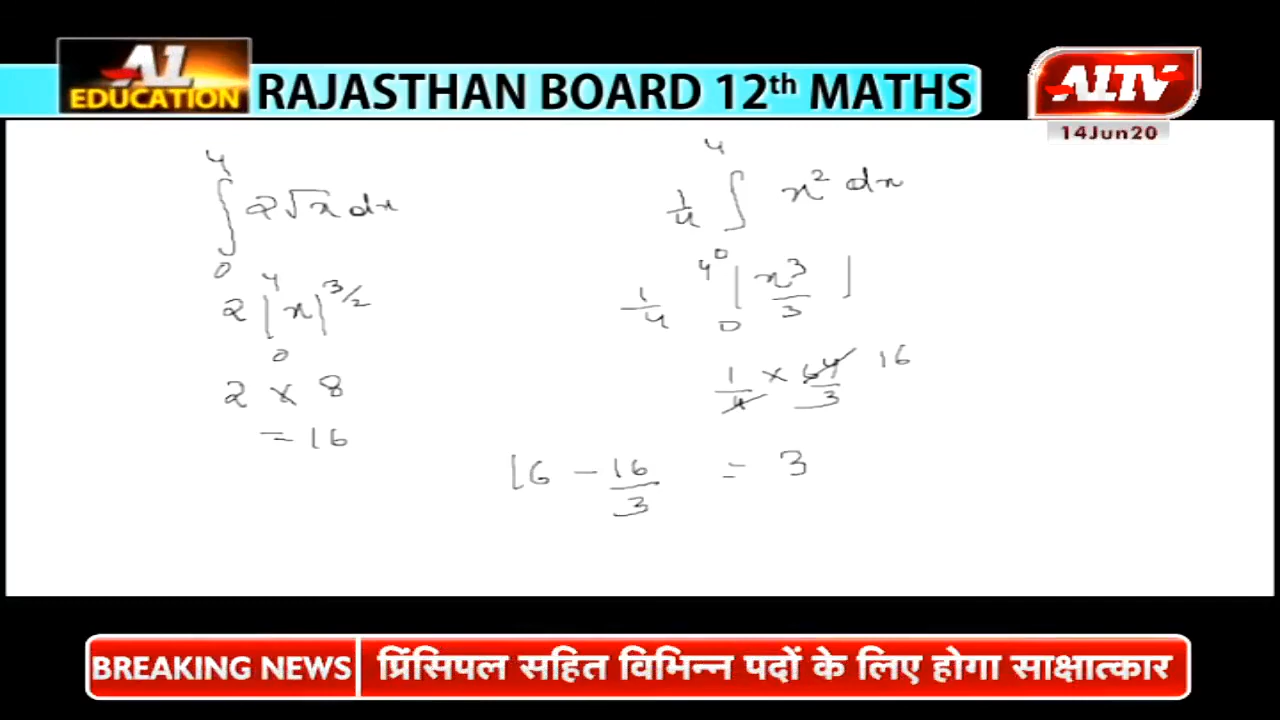 A1
EDUCATION
RAJASTHAN BOARD 12th MATHS
A1TV
14Jun20
∫₀⁴ 2√x dx
2 |x|₀⁴ ^3/2
2 × 8
= 16
1/4 ∫₀⁴ x² dx
1/4 |x³/3|₀⁴
1/4 × 64/3 16
16 - 16/3 = 3
BREAKING NEWS
प्रिंसिपल सहित विभिन्न पदों के लिए होगा साक्षात्कार